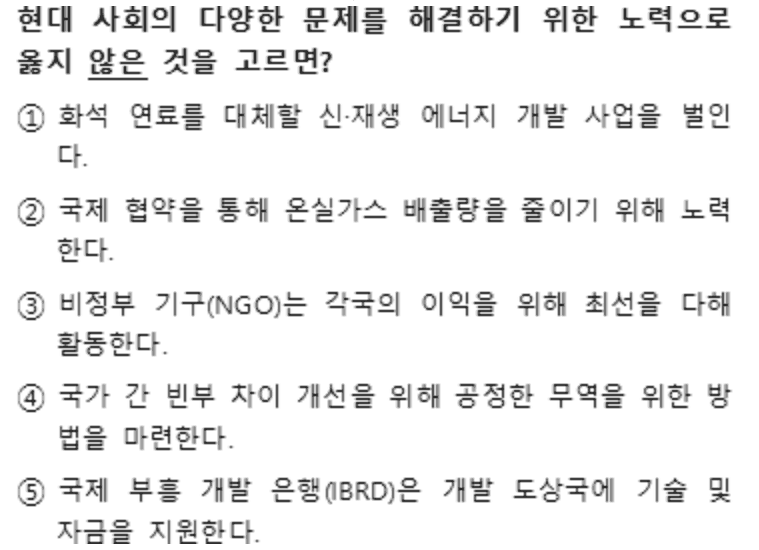 현대 사회의 다양한 문제를 해결하기 위한 노력으로
옳지 않은 것을 고르면?
① 화석 연료를 대체할 신·재생 에너지 개발 사업을 벌인
다.
② 국제 협약을 통해 온실가스 배출량을 줄이기 위해 노력
한다.
③ 비정부 기구(NGO)는 각국의 이익을 위해 최선을 다해
활동한다.
④ 국가 간 빈부 차이 개선을 위해 공정한 무역을 위한 방
법을 마련한다.
⑤ 국제 부흥 개발 은행(IBRD)은 개발 도상국에 기술 및
자금을 지원한다.